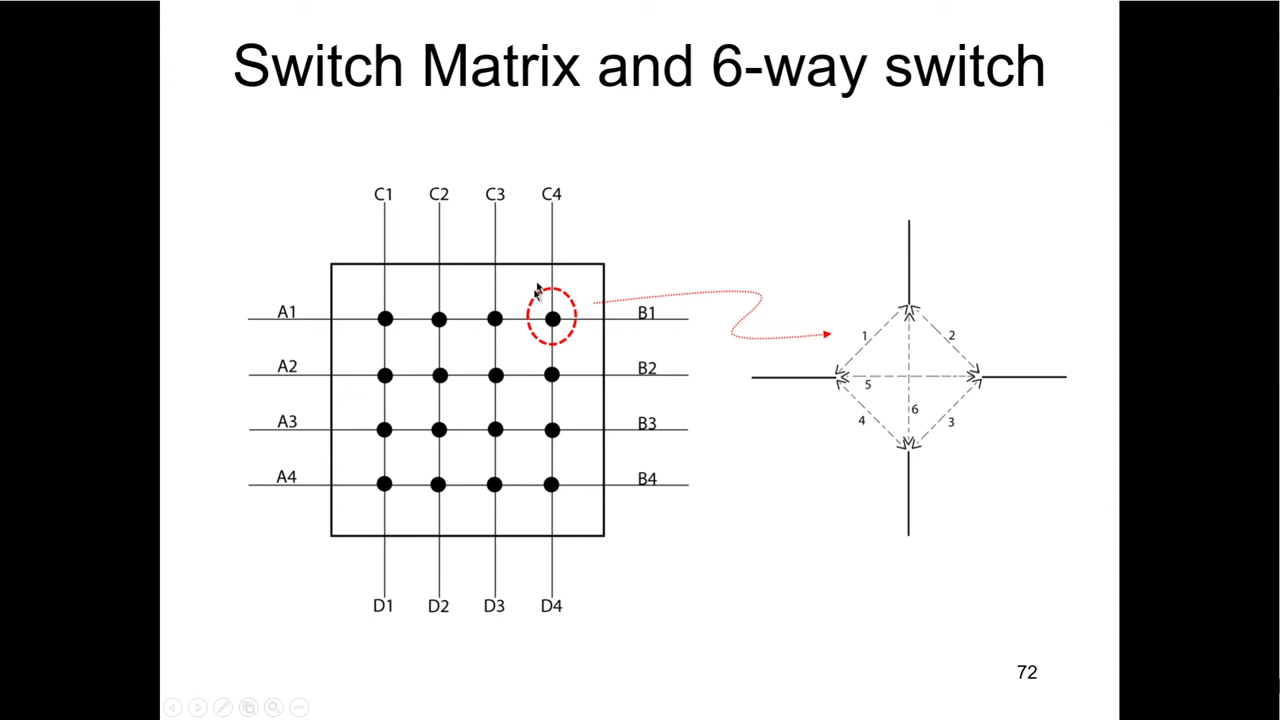 Switch Matrix and 6-way switch
C1 C2 C3 C4
A1 B1
A2 B2
A3 B3
A4 B4
D1 D2 D3 D4
1 2
5
6
4 3
72